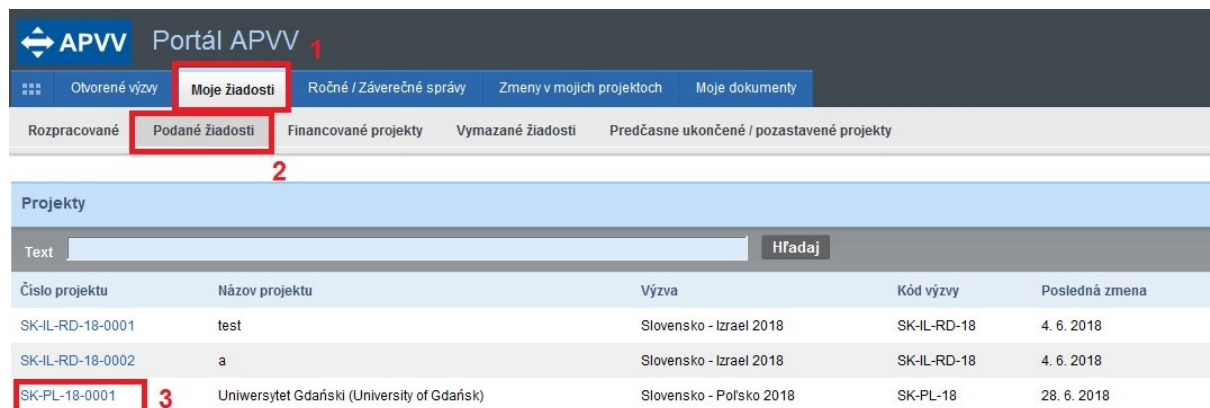 APVV Portál APVV 1
Otvorené výzvy Moje žiadosti Ročné / Záverečné správy Zmeny v mojich projektoch Moje dokumenty
Rozpracované Podané žiadosti Financované projekty Vymazané žiadosti Predčasne ukončené / pozastavené projekty
2
Projekty
Text Hľadaj
Číslo projektu Názov projektu Výzva Kód výzvy Posledná zmena
SK-IL-RD-18-0001 test Slovensko - Izrael 2018 SK-IL-RD-18 4. 6. 2018
SK-IL-RD-18-0002 a Slovensko - Izrael 2018 SK-IL-RD-18 4. 6. 2018
SK-PL-18-0001 3 Uniwersytet Gdański (University of Gdańsk) Slovensko - Poľsko 2018 SK-PL-18 28. 6. 2018